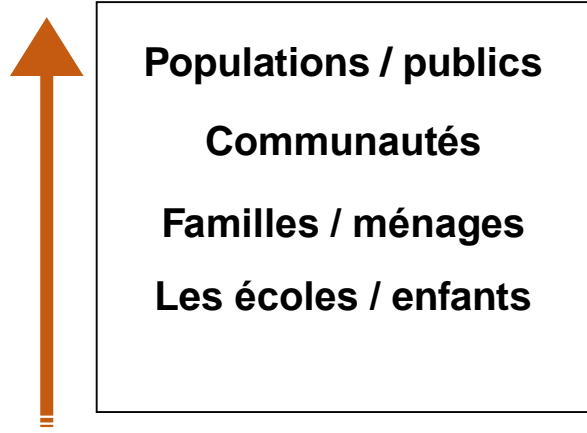 Populations / publics
Communautés
Familles / ménages
Les écoles / enfants